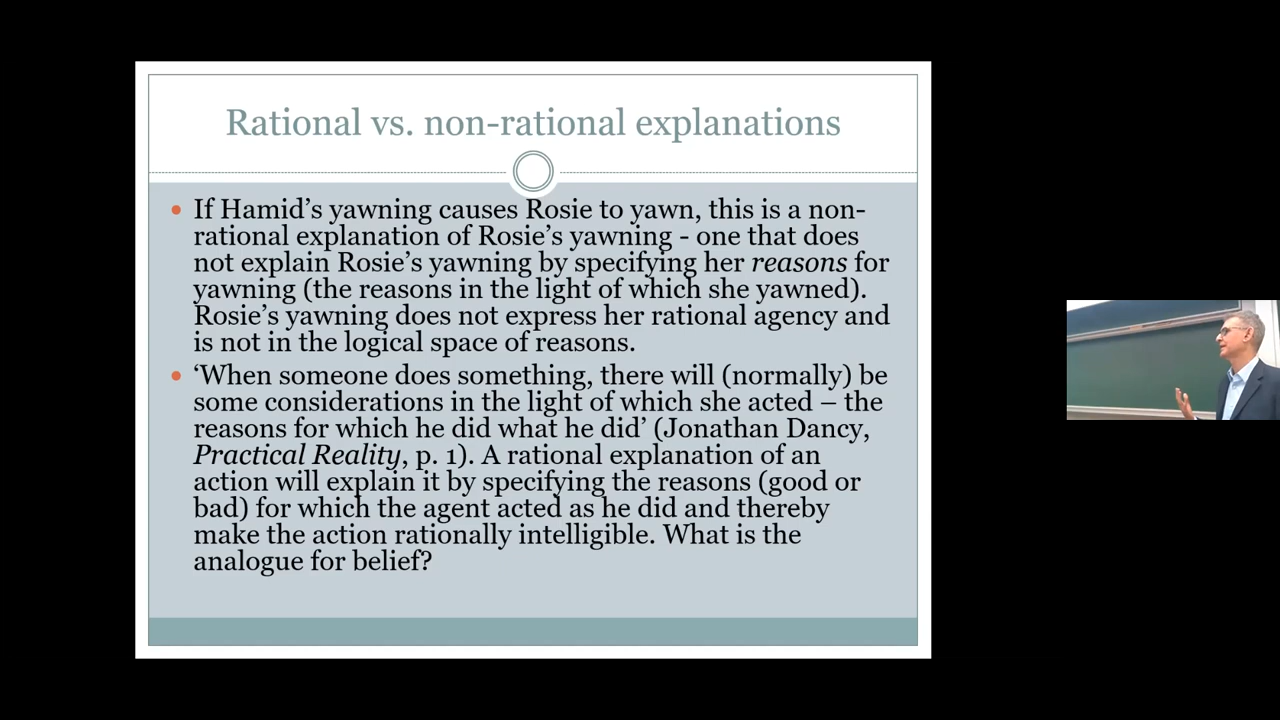 Rational vs. non-rational explanations
• If Hamid's yawning causes Rosie to yawn, this is a non-
rational explanation of Rosie's yawning - one that does
not explain Rosie's yawning by specifying her reasons for
yawning (the reasons in the light of which she yawned).
Rosie's yawning does not express her rational agency and
is not in the logical space of reasons.
• ‘When someone does something, there will (normally) be
some considerations in the light of which she acted – the
reasons for which he did what he did’ (Jonathan Dancy,
Practical Reality, p. 1). A rational explanation of an
action will explain it by specifying the reasons (good or
bad) for which the agent acted as he did and thereby
make the action rationally intelligible. What is the
analogue for belief?